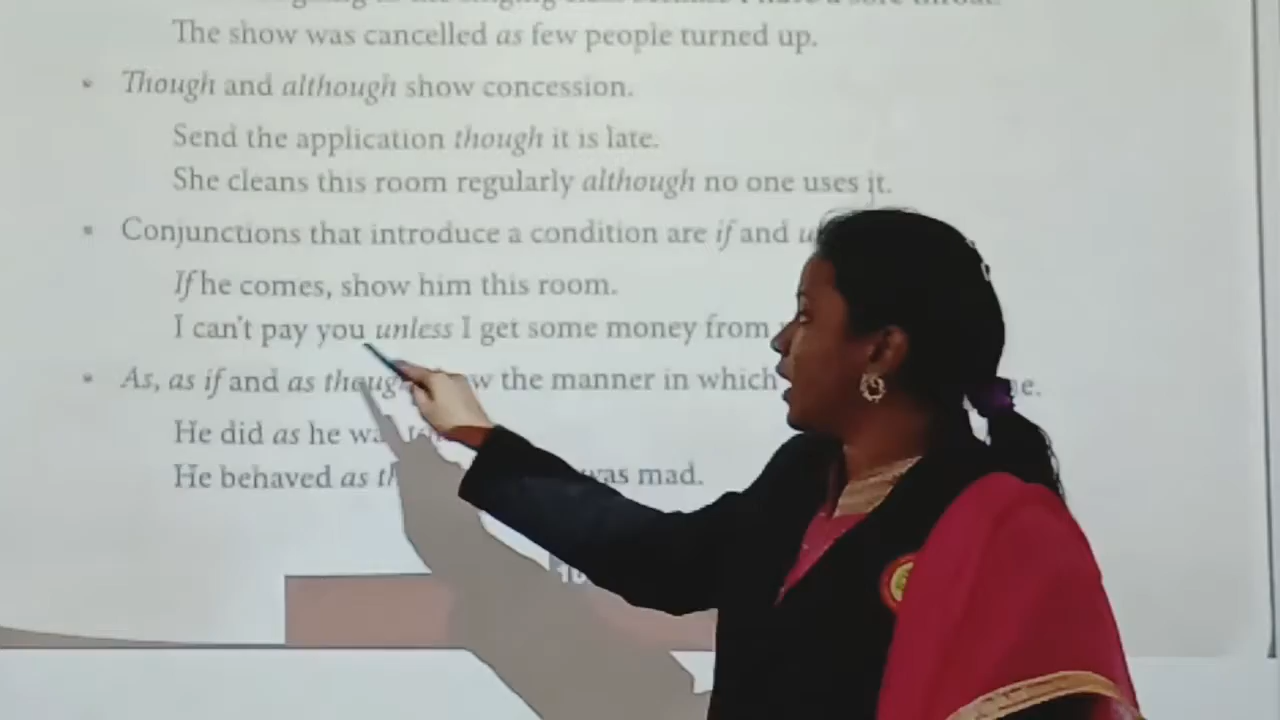 The show was cancelled as few people turned up.
Though and although show concession.
Send the application though it is late.
She cleans this room regularly although no one uses it.
Conjunctions that introduce a condition are if and
If he comes, show him this room.
I can't pay you unless I get some money from
As, as if and as though the manner in which
He did as he
He behaved as was mad.